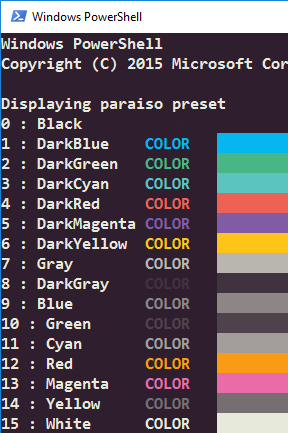 Windows PowerShell
Windows PowerShell
Copyright (C) 2015 Microsoft Cor
Displaying paraiso preset
0 : Black
1 : DarkBlue COLOR
2 : DarkGreen COLOR
3 : DarkCyan COLOR
4 : DarkRed COLOR
5 : DarkMagenta COLOR
6 : DarkYellow COLOR
7 : Gray COLOR
8 : DarkGray COLOR
9 : Blue COLOR
10 : Green COLOR
11 : Cyan COLOR
12 : Red COLOR
13 : Magenta COLOR
14 : Yellow COLOR
15 : White COLOR